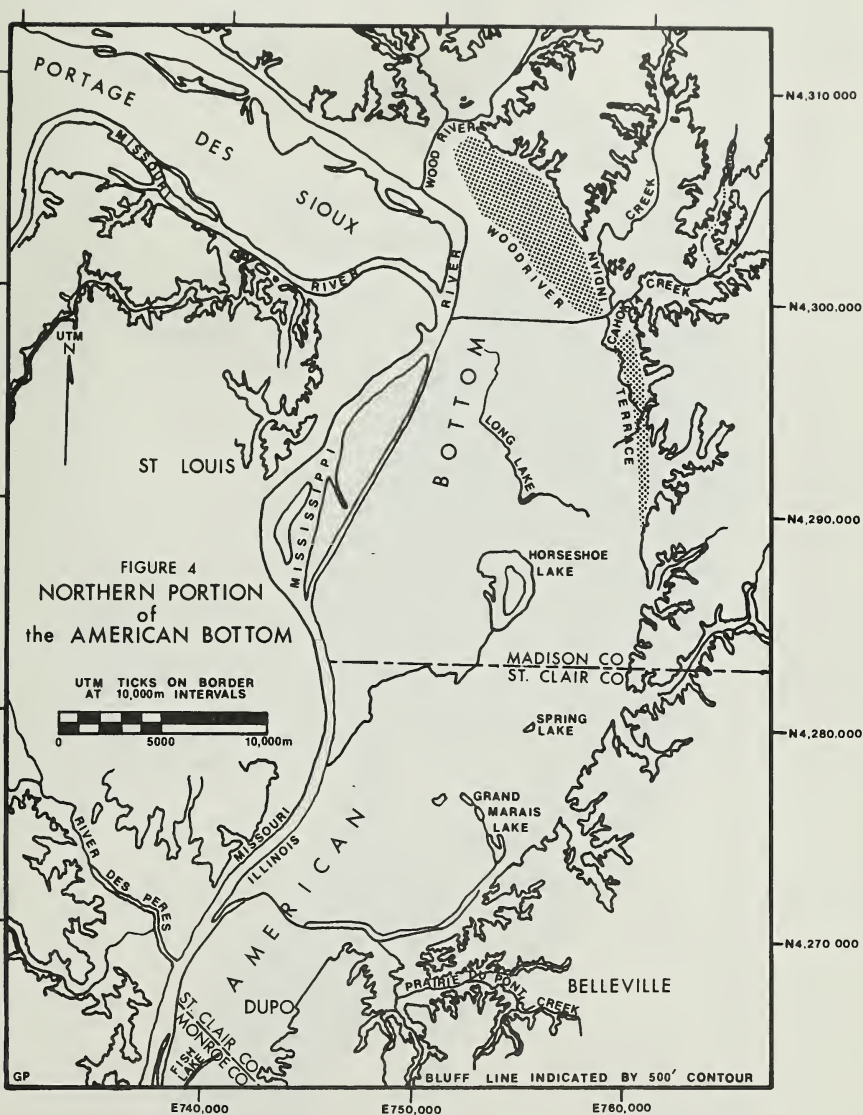 PORTAGE
DES
SIOUX
MISSOURI
RIVER
WOOD RIVER
RIVER
WOODRIVER
INDIAN
CREEK
CAHOKIA CREEK
TERRACE
N4,310 000
N4,300.000
N4,290.000
N4,280.000
N4,270 000
UTM
N
ST LOUIS
MISSISSIPPI
BOTTOM
LONG LAKE
HORSESHOE
LAKE
FIGURE 4
NORTHERN PORTION
of
the AMERICAN BOTTOM
MADISON CO
ST. CLAIR CO
UTM TICKS ON BORDER
AT 10,000m INTERVALS
0 5000 10,000m
SPRING
LAKE
GRAND
MARAIS
LAKE
MISSOURI
ILLINOIS
AMERICAN
RIVER DES PERES
PRAIRIE DU PONT
CREEK
BELLEVILLE
DUPO
ST. CLAIR CO
MONROE CO
FISH
LAKE
GP
BLUFF LINE INDICATED BY 500' CONTOUR
E740,000
E750,000
E760,000